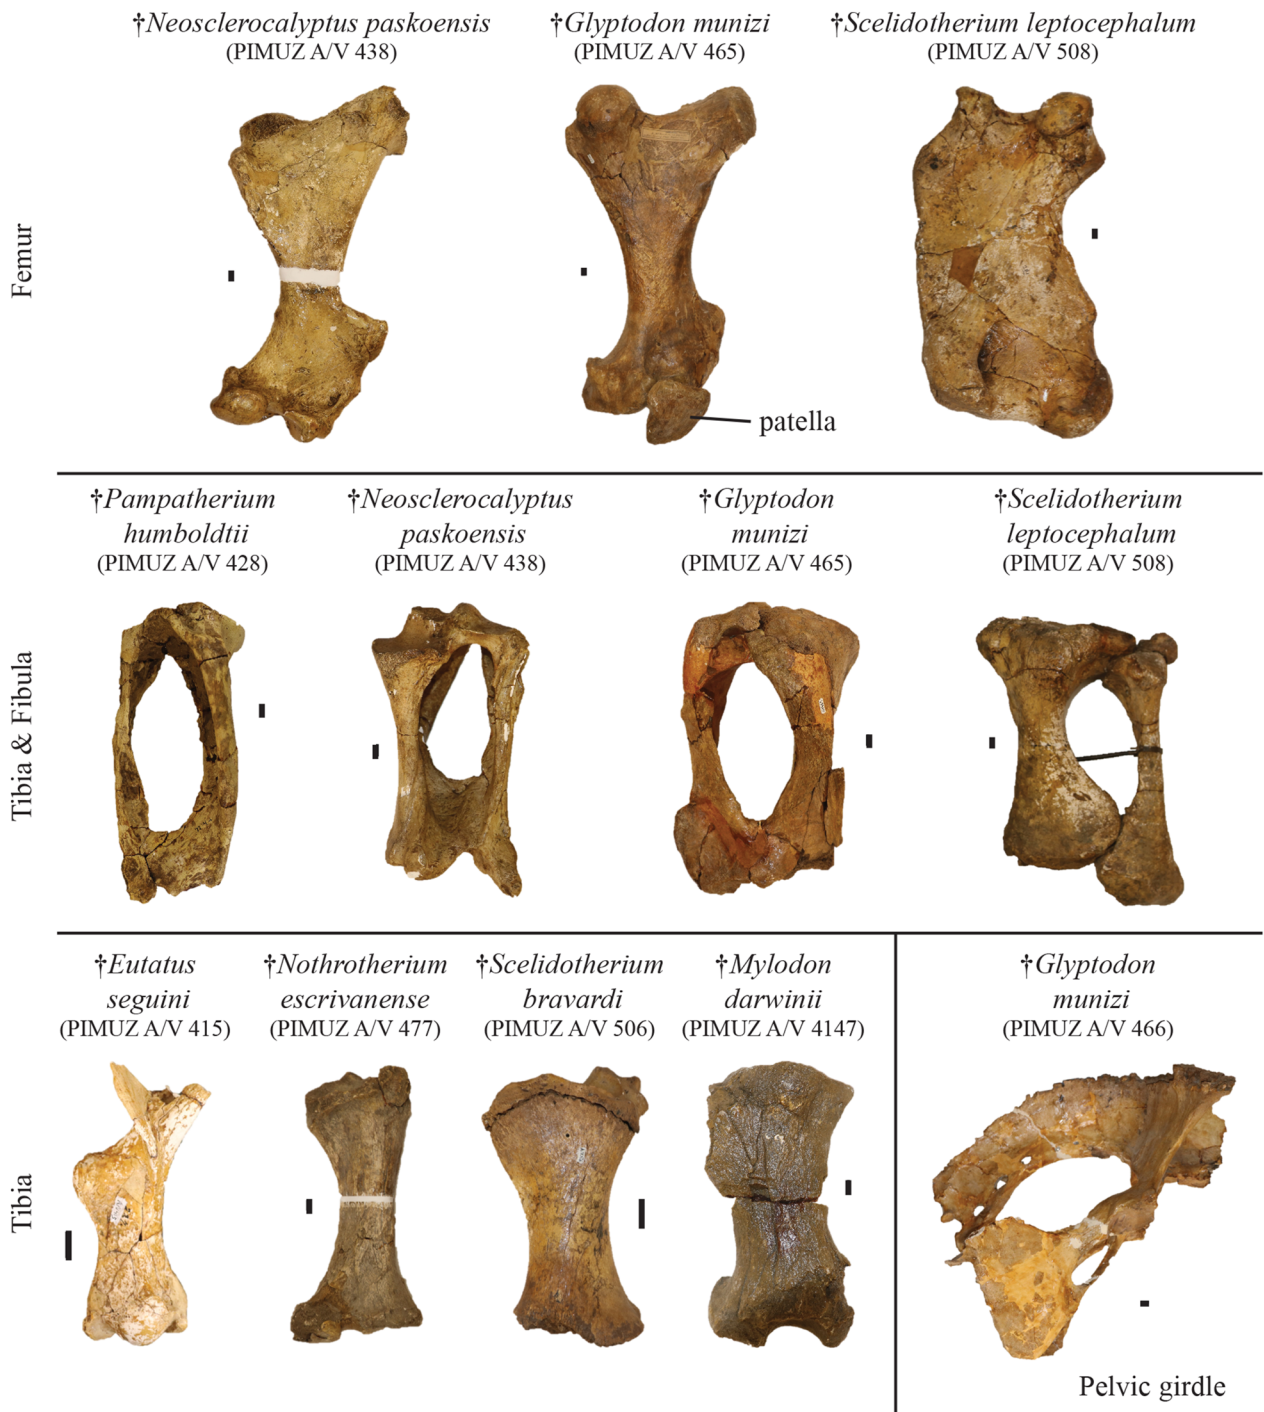 †Neosclerocalyptus paskoensis
(PIMUZ A/V 438)
†Glyptodon munizi
(PIMUZ A/V 465)
†Scelidotherium leptocephalum
(PIMUZ A/V 508)
Femur
patella
†Pampatherium
humboldtii
(PIMUZ A/V 428)
†Neosclerocalyptus
paskoensis
(PIMUZ A/V 438)
†Glyptodon
munizi
(PIMUZ A/V 465)
†Scelidotherium
leptocephalum
(PIMUZ A/V 508)
Tibia & Fibula
†Eutatus
seguini
(PIMUZ A/V 415)
†Nothrotherium
escrivanense
(PIMUZ A/V 477)
†Scelidotherium
bravardi
(PIMUZ A/V 506)
†Mylodon
darwinii
(PIMUZ A/V 4147)
†Glyptodon
munizi
(PIMUZ A/V 466)
Tibia
Pelvic girdle